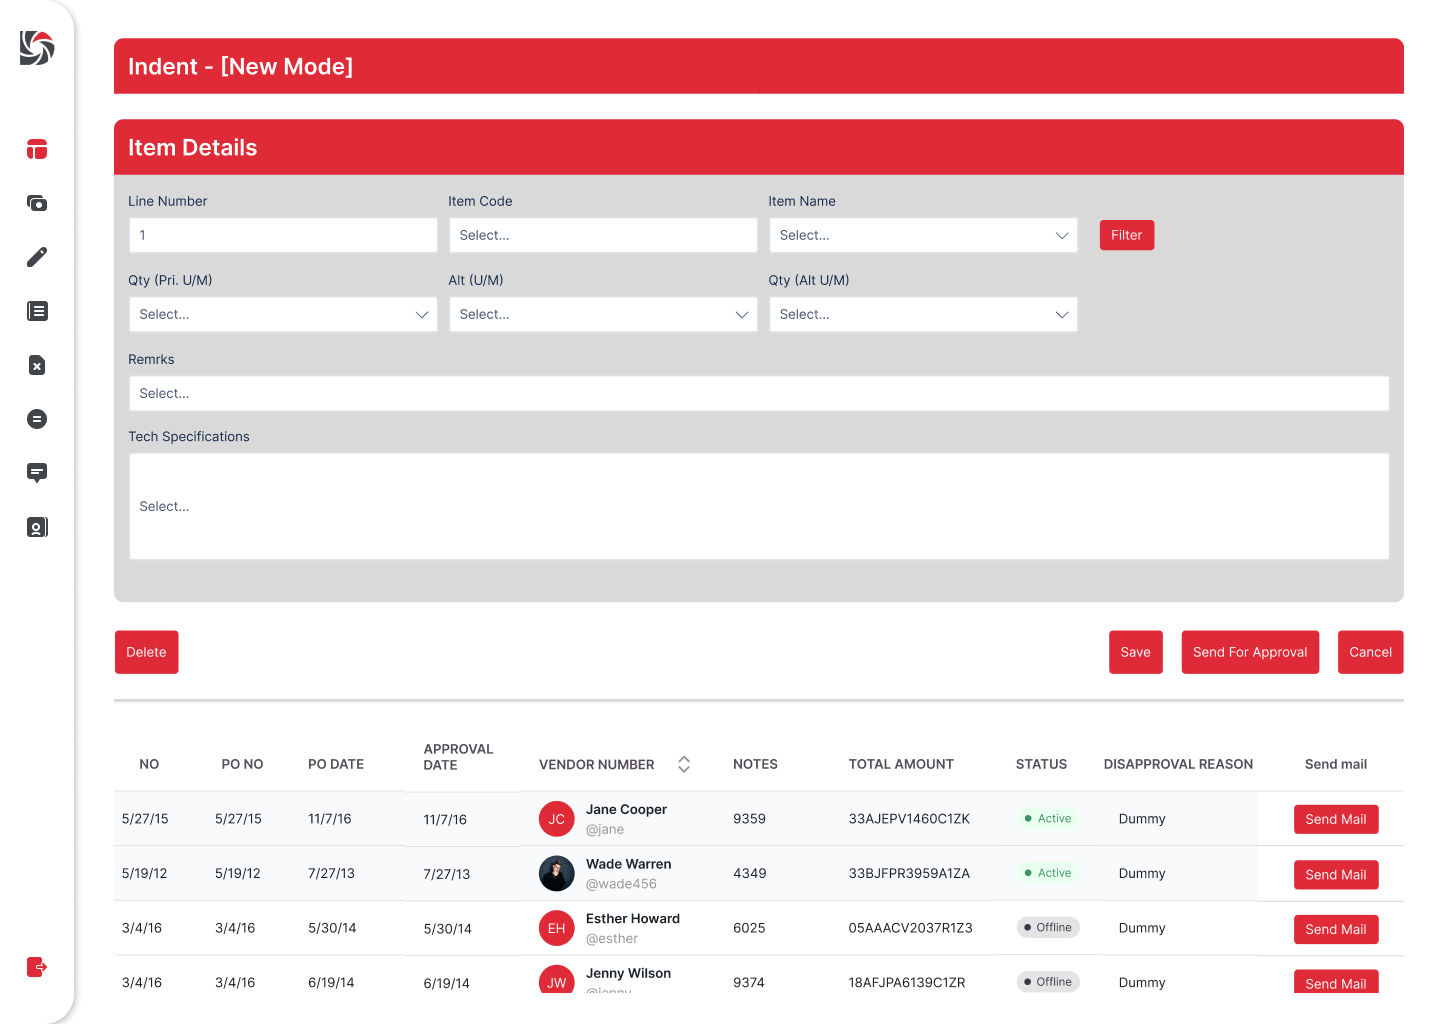 Indent - [New Mode]
Item Details
Line Number Item Code Item Name
1 Select... Select... Filter
Qty (Pri. U/M) Alt (U/M) Qty (Alt U/M)
Select... Select... Select...
Remrks
Select...
Tech Specifications
Select...
Delete Save Send For Approval Cancel
NO PO NO PO DATE APPROVAL DATE VENDOR NUMBER NOTES TOTAL AMOUNT STATUS DISAPPROVAL REASON Send mail
5/27/15 5/27/15 11/7/16 11/7/16 JC Jane Cooper 9359 33AJEPV1460C1ZK Active Dummy Send Mail
@jane
5/19/12 5/19/12 7/27/13 7/27/13 Wade Warren 4349 33BJFPR3959A1ZA Active Dummy Send Mail
@wade456
3/4/16 3/4/16 5/30/14 5/30/14 EH Esther Howard 6025 05AAACV2037R1Z3 Offline Dummy Send Mail
@esther
3/4/16 3/4/16 6/19/14 6/19/14 JW Jenny Wilson 9374 18AFJPA6139C1ZR Offline Dummy Send Mail